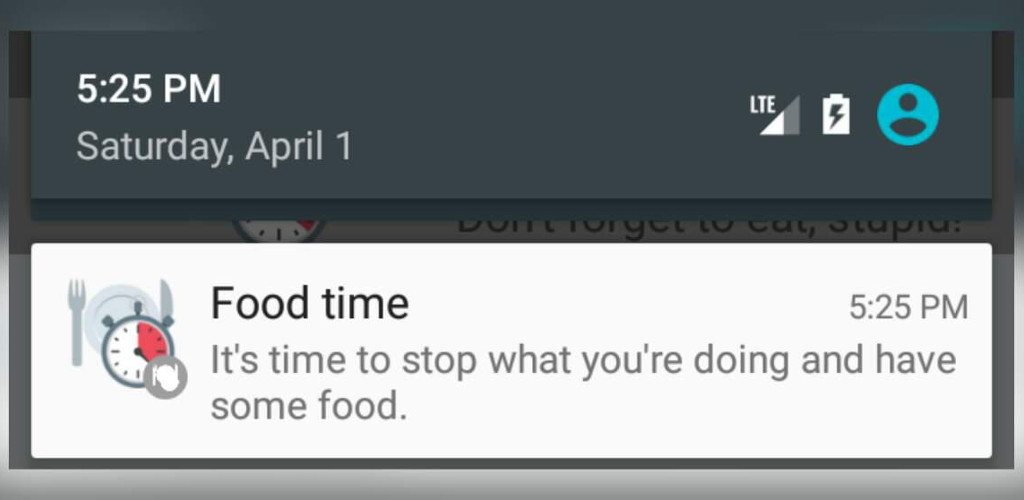 5:25 PM
LTE
Saturday, April 1
Don't forget to eat, stupid!
Food time
5:25 PM
It's time to stop what you're doing and have
some food.